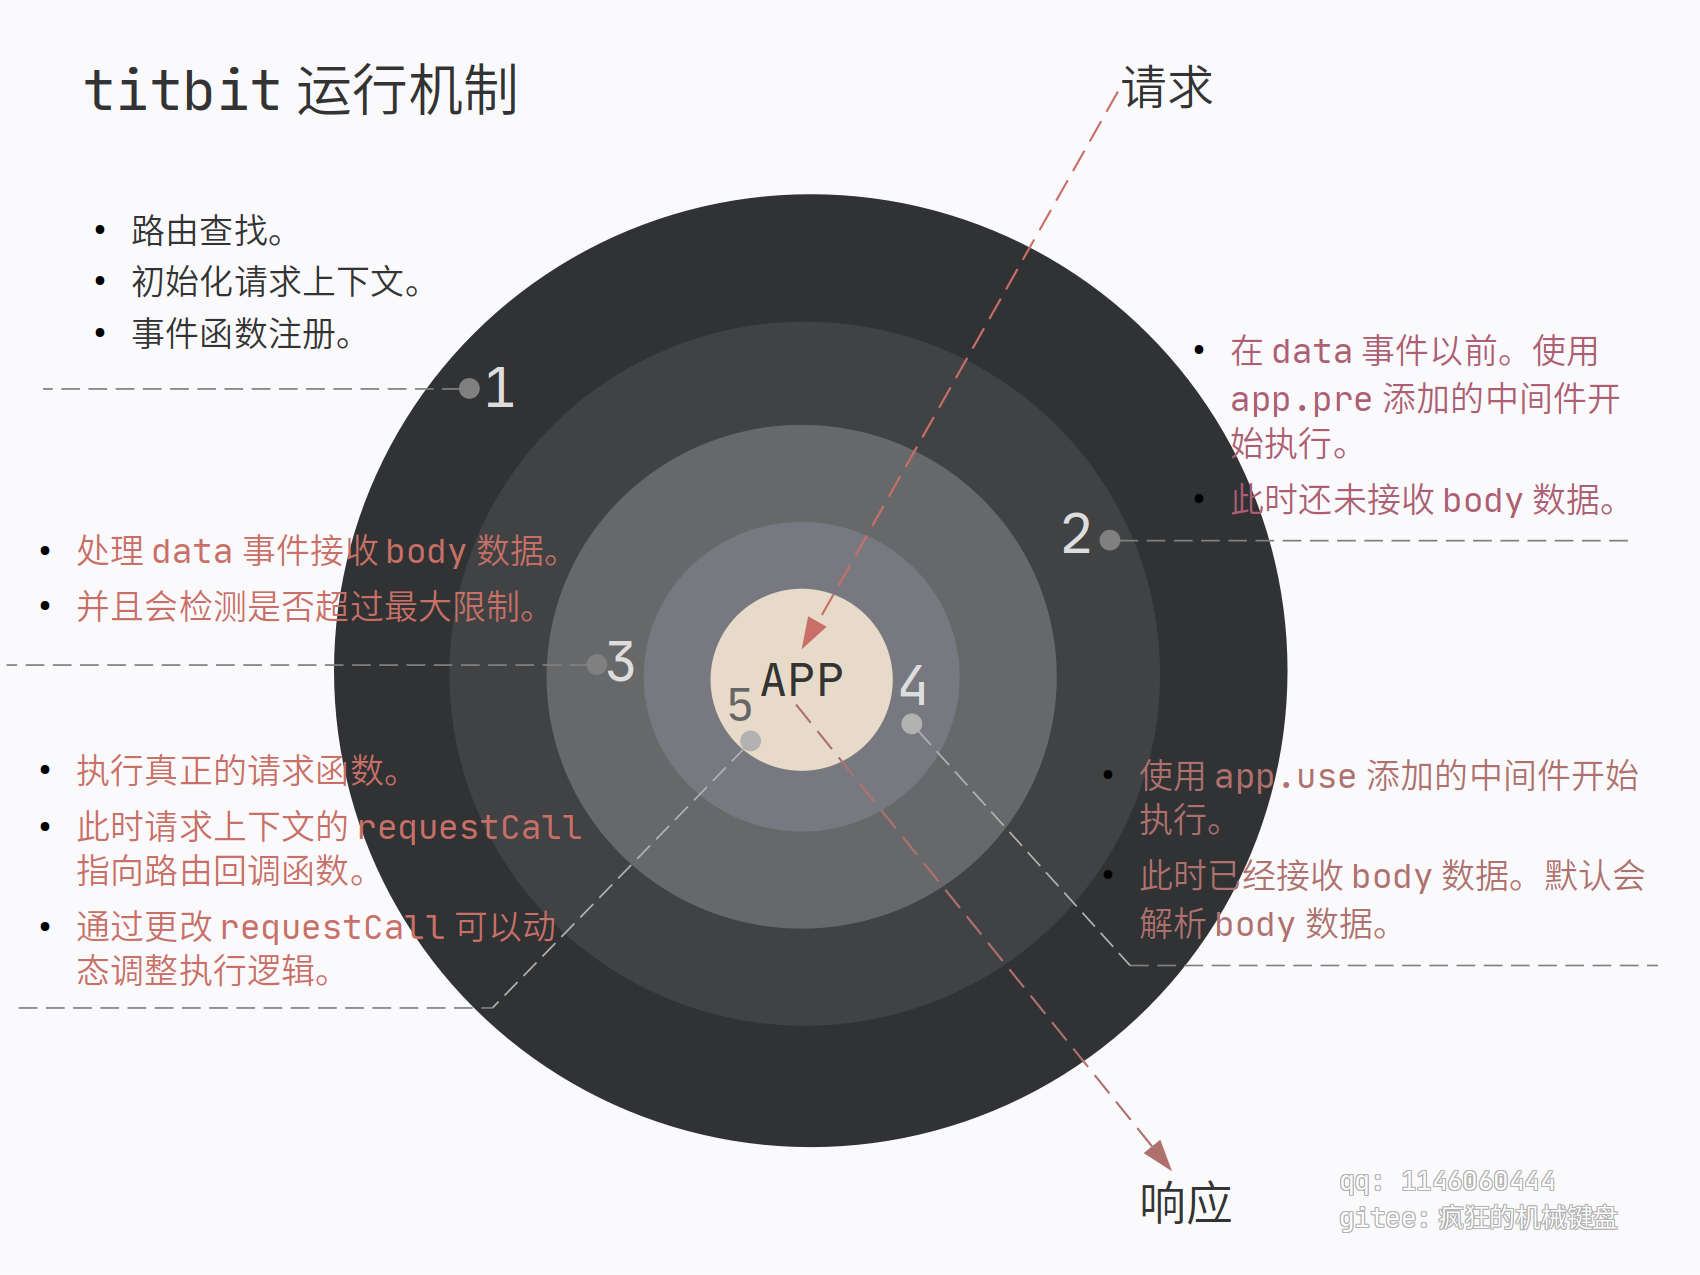 titbit 运行机制
请求
• 路由查找。
• 初始化请求上下文。
• 事件函数注册。
1
• 在 data 事件以前。使用
app.pre 添加的中间件开
始执行。
• 此时还未接收 body 数据。
2
• 处理 data 事件接收 body 数据。
• 并且会检测是否超过最大限制。
3
APP
4
5
• 执行真正的请求函数。
• 此时请求上下文的 requestCall
指向路由回调函数。
• 通过更改 requestCall 可以动
态调整执行逻辑。
• 使用 app.use 添加的中间件开始
执行。
• 此时已经接收 body 数据。默认会
解析 body 数据。
响应
qq: 1146060444
gitee: 疯狂的机械键盘